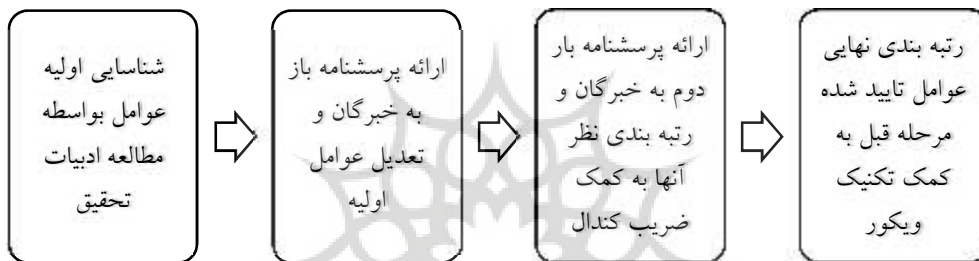 شناسایی اولیه
عوامل بواسطه
مطالعه ادبیات
تحقیق
ارائه پرسشنامه باز
به خبرگان و
تعدیل عوامل
اولیه
ارائه پرسشنامه بار
دوم به خبرگان و
رتبه بندی نظر
آنها به کمک
ضریب کندال
رتبه بندی نهایی
عوامل تایید شده
مرحله قبل به
کمک تکنیک
ویکور